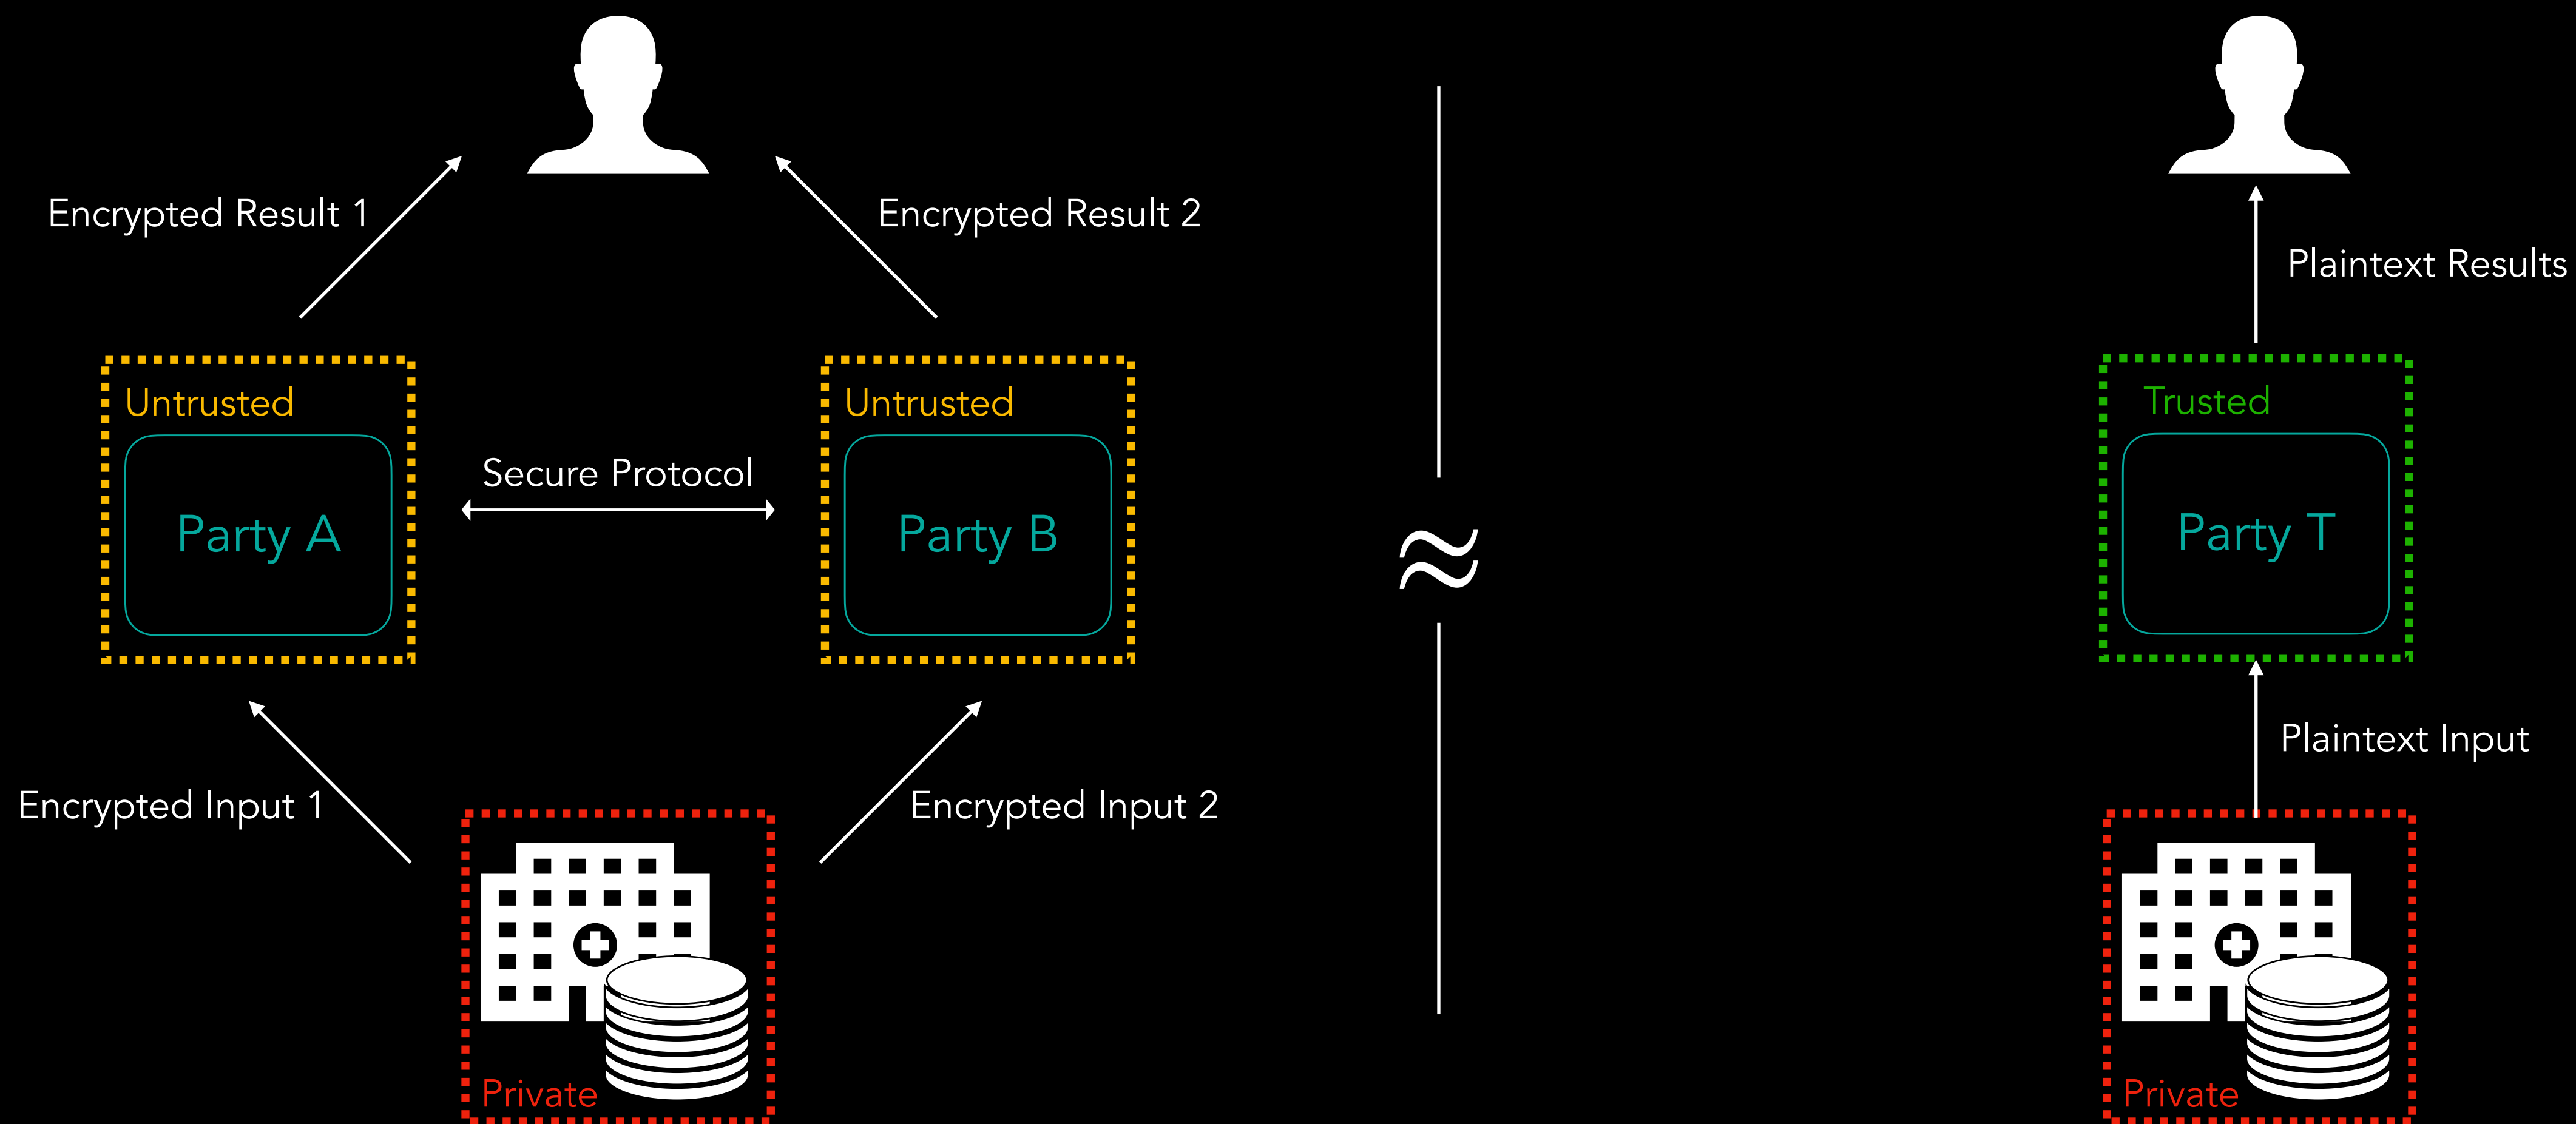 Encrypted Result 1
Encrypted Result 2
Untrusted
Party A
Secure Protocol
Untrusted
Party B
Encrypted Input 1
Encrypted Input 2
Private
≈
Plaintext Results
Trusted
Party T
Plaintext Input
Private